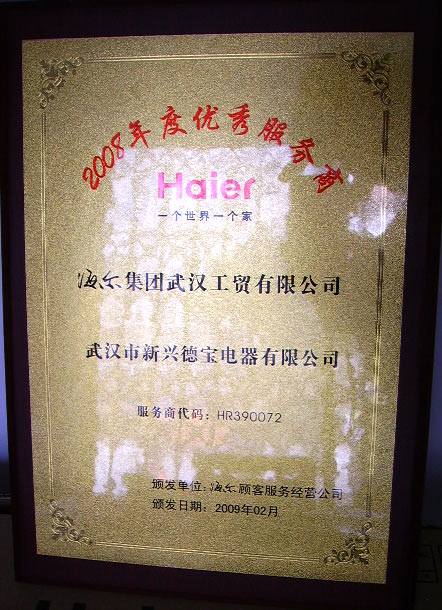 2008年度优秀服务商
Haier
一个世界一个家
海尔集团武汉工贸有限公司
武汉市新兴德宝电器有限公司
服务商代码：HR390072
颁发单位:海尔顾客服务经营公司
颁发日期：2009年02月